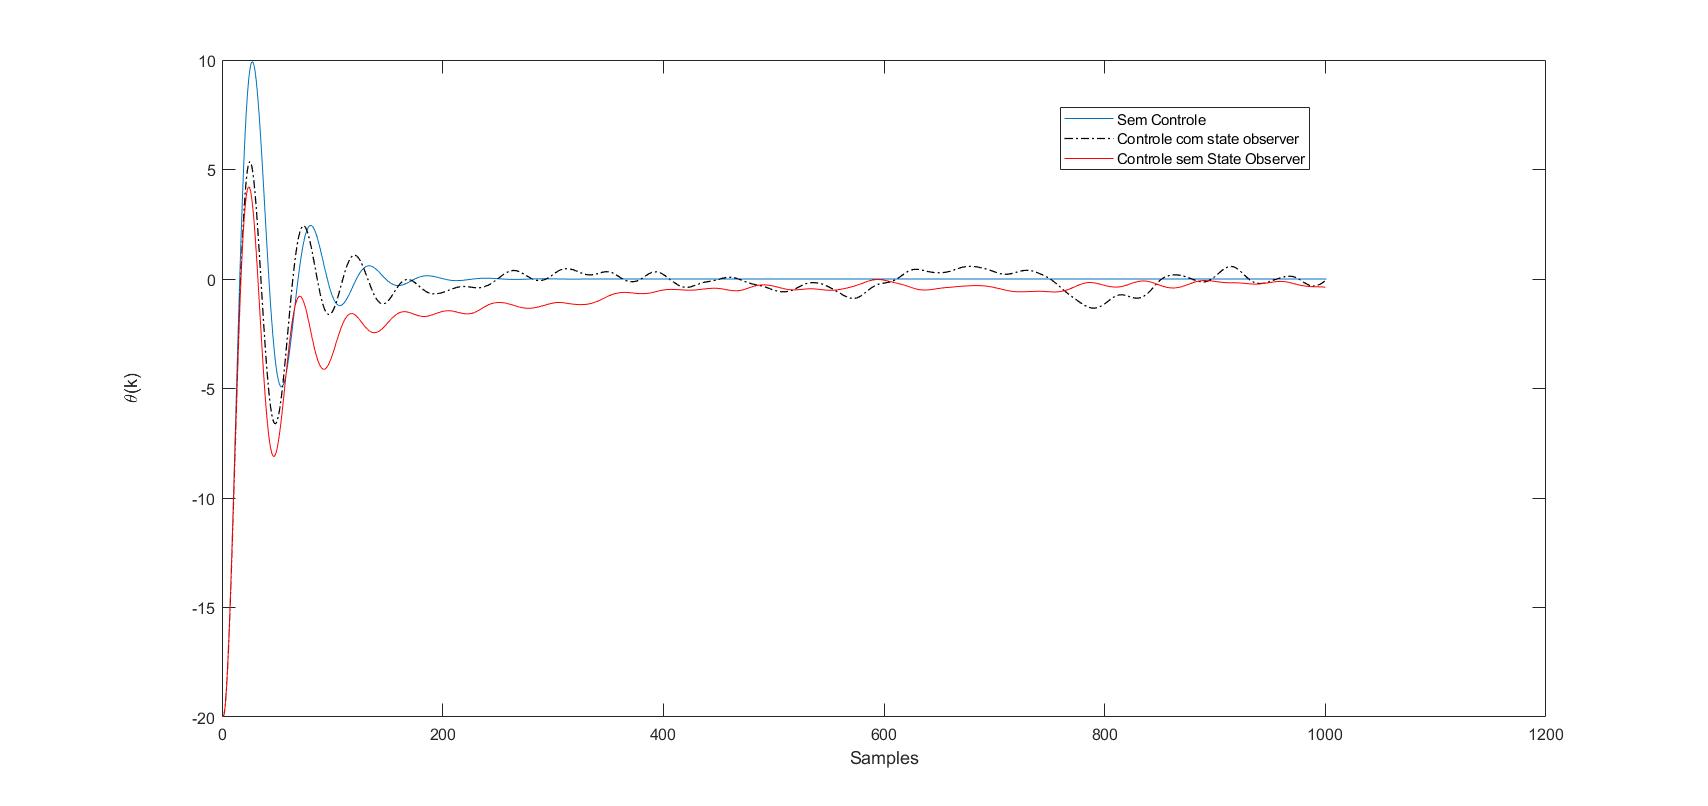 10
5
0
-5
-10
-15
-20
θ(k)
Sem Controle
Controle com state observer
Controle sem State Observer
0 200 400 600 800 1000 1200
Samples